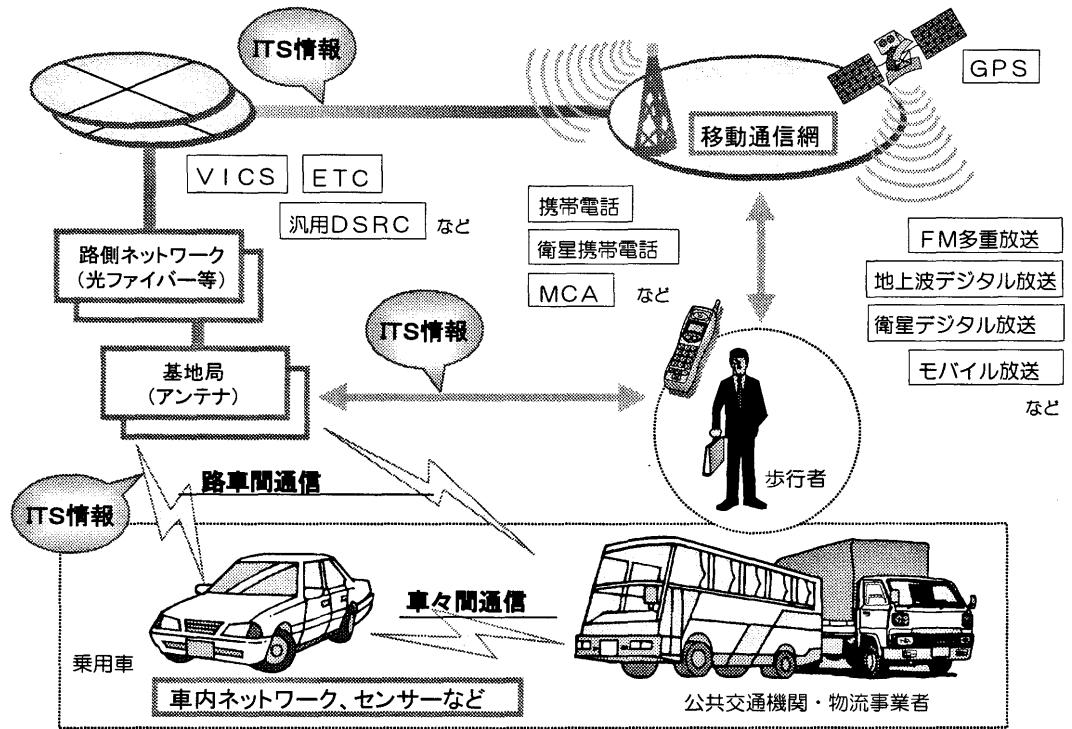 ITS情報
GPS
移動通信網
VICS
ETC
汎用DSRC など
携帯電話
衛星携帯電話
MCA など
FM多重放送
地上波デジタル放送
衛星デジタル放送
モバイル放送
など
路側ネットワーク
(光ファイバー等)
ITS情報
基地局
(アンテナ)
歩行者
路車間通信
ITS情報
車々間通信
乗用車
車内ネットワーク、センサーなど
公共交通機関・物流事業者